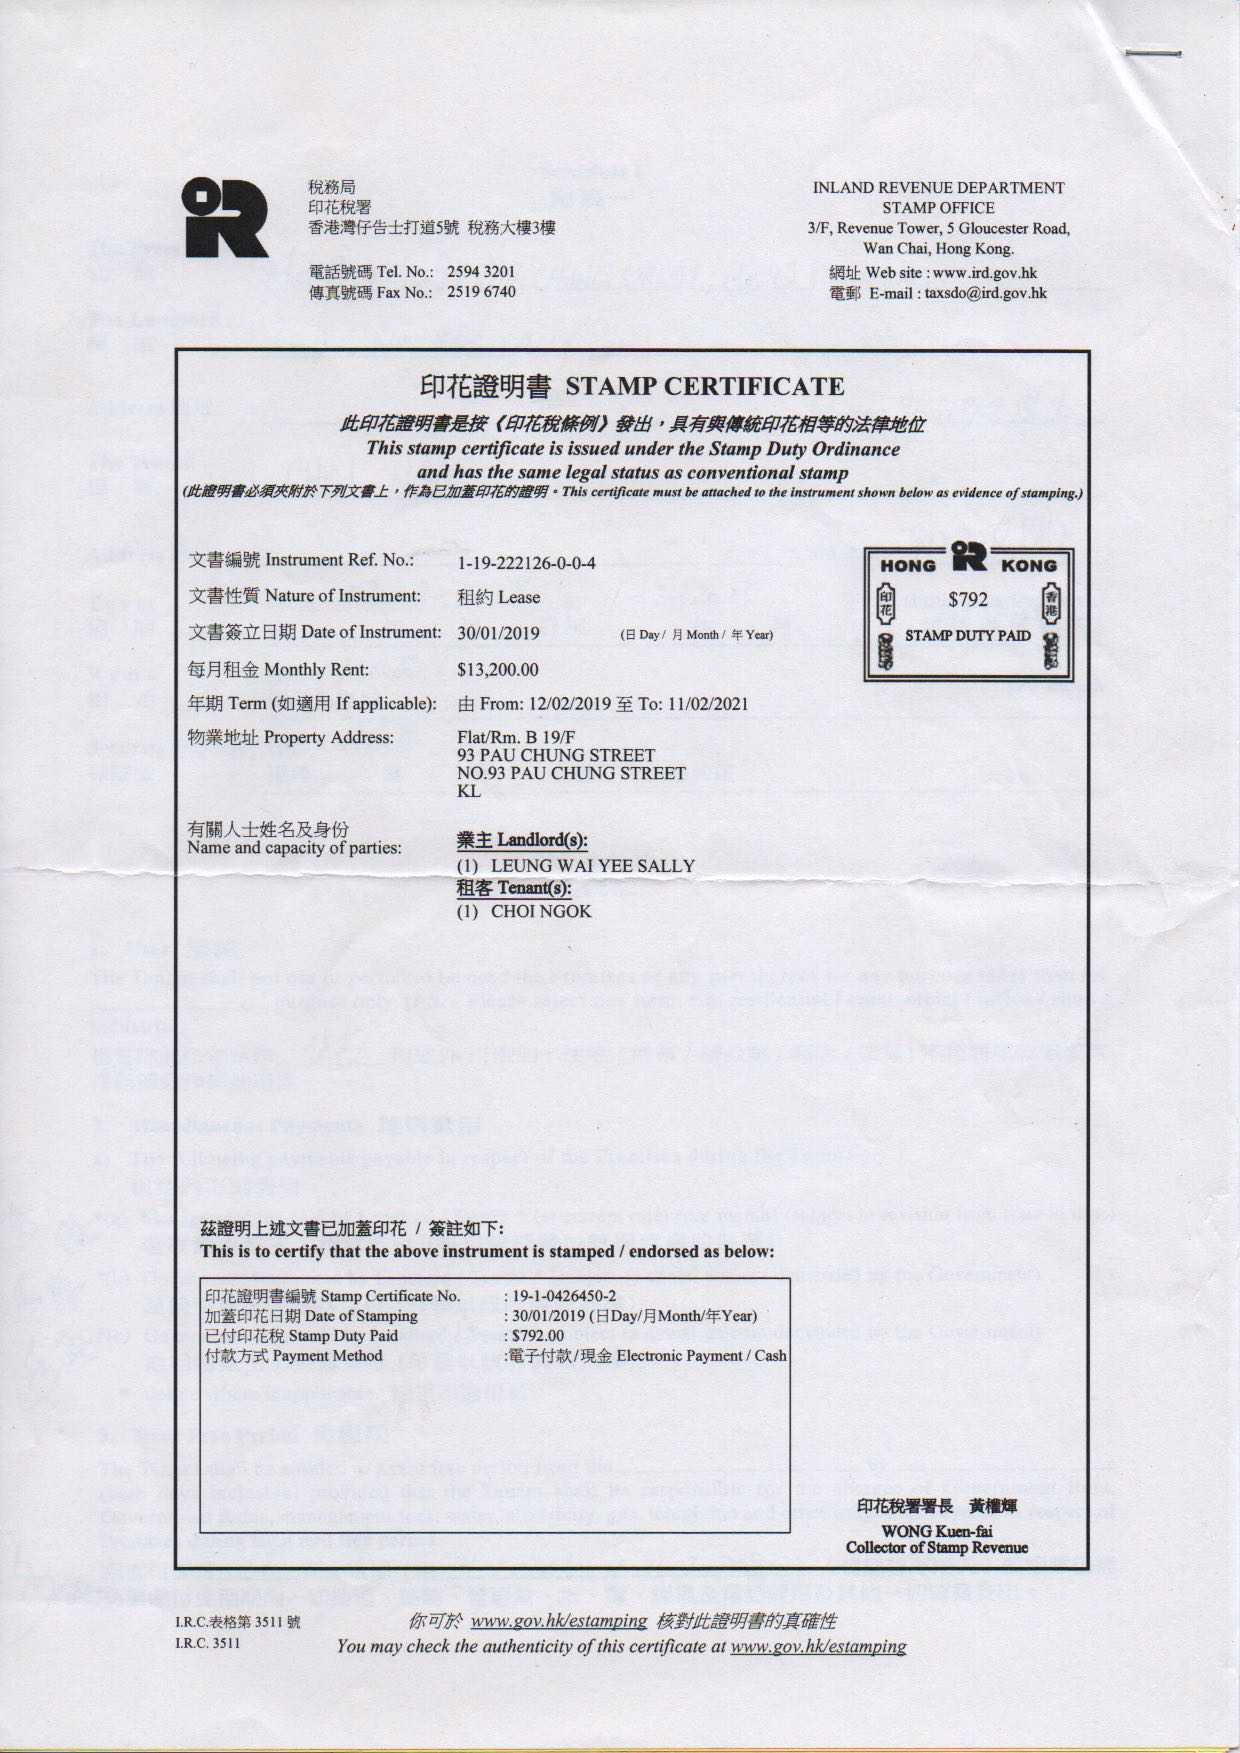 稅務局
印花稅署
香港灣仔告士打道5號 稅務大樓3樓
電話號碼 Tel. No.: 2594 3201
傳真號碼 Fax No.: 2519 6740
INLAND REVENUE DEPARTMENT
STAMP OFFICE
3/F, Revenue Tower, 5 Gloucester Road,
Wan Chai, Hong Kong.
網址 Web site : www.ird.gov.hk
電郵 E-mail : taxsdo@ird.gov.hk
印花證明書 STAMP CERTIFICATE
此印花證明書是按《印花稅條例》發出，具有與傳統印花相等的法律地位
This stamp certificate is issued under the Stamp Duty Ordinance
and has the same legal status as conventional stamp
(此證明書必須夾附於下列文書上，作為已加蓋印花的證明。This certificate must be attached to the instrument shown below as evidence of stamping.)
文書編號 Instrument Ref. No.: 1-19-222126-0-0-4
文書性質 Nature of Instrument: 租約 Lease
文書簽立日期 Date of Instrument: 30/01/2019 (日 Day / 月 Month / 年 Year)
每月租金 Monthly Rent: $13,200.00
年期 Term (如適用 If applicable): 由 From: 12/02/2019 至 To: 11/02/2021
物業地址 Property Address: Flat/Rm. B 19/F
93 PAU CHUNG STREET
NO.93 PAU CHUNG STREET
KL
HONG KONG
印花 $792 香港
STAMP DUTY PAID
有關人士姓名及身份
Name and capacity of parties:
業主 Landlord(s):
(1) LEUNG WAI YEE SALLY
租客 Tenant(s):
(1) CHOI NGOK
茲證明上述文書已加蓋印花 / 簽註如下:
This is to certify that the above instrument is stamped / endorsed as below:
印花證明書編號 Stamp Certificate No. : 19-1-0426450-2
加蓋印花日期 Date of Stamping : 30/01/2019 (日Day/月Month/年Year)
已付印花稅 Stamp Duty Paid : $792.00
付款方式 Payment Method :電子付款/現金 Electronic Payment / Cash
印花稅署署長 黃權輝
WONG Kuen-fai
Collector of Stamp Revenue
I.R.C.表格第 3511 號
I.R.C. 3511
你可於 www.gov.hk/estamping 核對此證明書的真確性
You may check the authenticity of this certificate at www.gov.hk/estamping